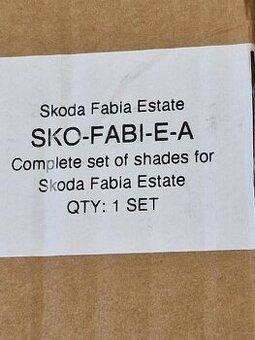 Skoda Fabia Estate
SKO-FABI-E-A
Complete set of shades for
Skoda Fabia Estate
QTY: 1 SET